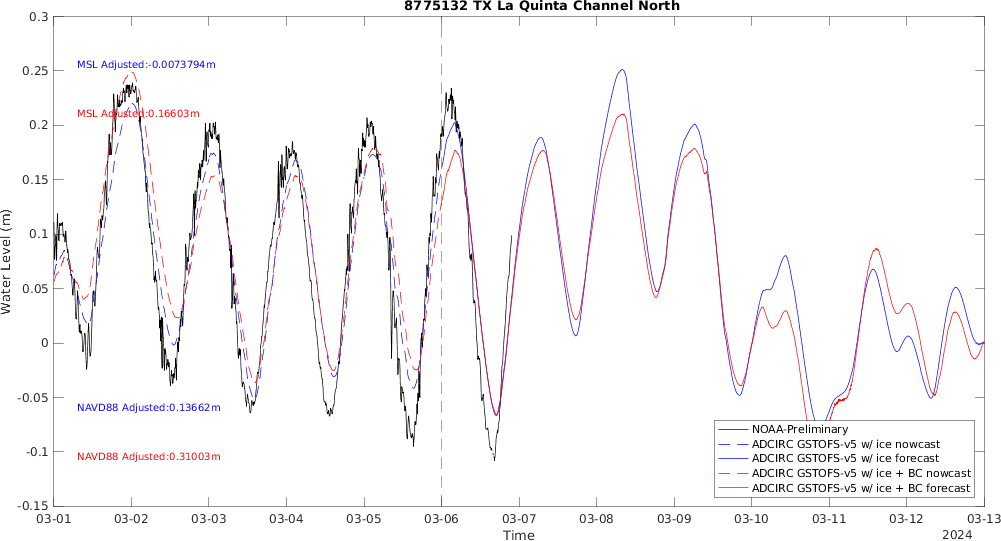 8775132 TX La Quinta Channel North
0.3
0.25
0.2
0.15
0.1
0.05
0
-0.05
-0.1
-0.15
Water Level (m)
MSL Adjusted:-0.0073794m
MSL Adjusted:0.16603m
NAVD88 Adjusted:0.13662m
NAVD88 Adjusted:0.31003m
NOAA-Preliminary
ADCIRC GSTOFS-v5 w/ ice nowcast
ADCIRC GSTOFS-v5 w/ ice forecast
ADCIRC GSTOFS-v5 w/ ice + BC nowcast
ADCIRC GSTOFS-v5 w/ ice + BC forecast
03-01 03-02 03-03 03-04 03-05 03-06 03-07 03-08 03-09 03-10 03-11 03-12 03-13
Time
2024